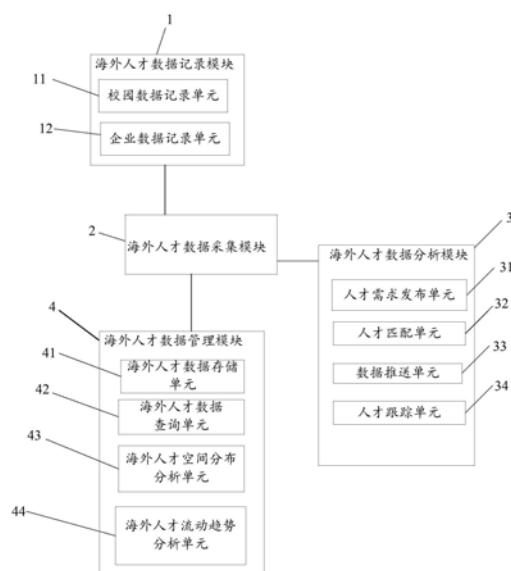 1
海外人才数据记录模块
11
校园数据记录单元
12
企业数据记录单元
2
海外人才数据采集模块
3
海外人才数据分析模块
31
人才需求发布单元
32
人才匹配单元
33
数据推送单元
34
人才跟踪单元
4
海外人才数据管理模块
41
海外人才数据存储
单元
42
海外人才数据
查询单元
43
海外人才空间分布
分析单元
44
海外人才流动趋势
分析单元